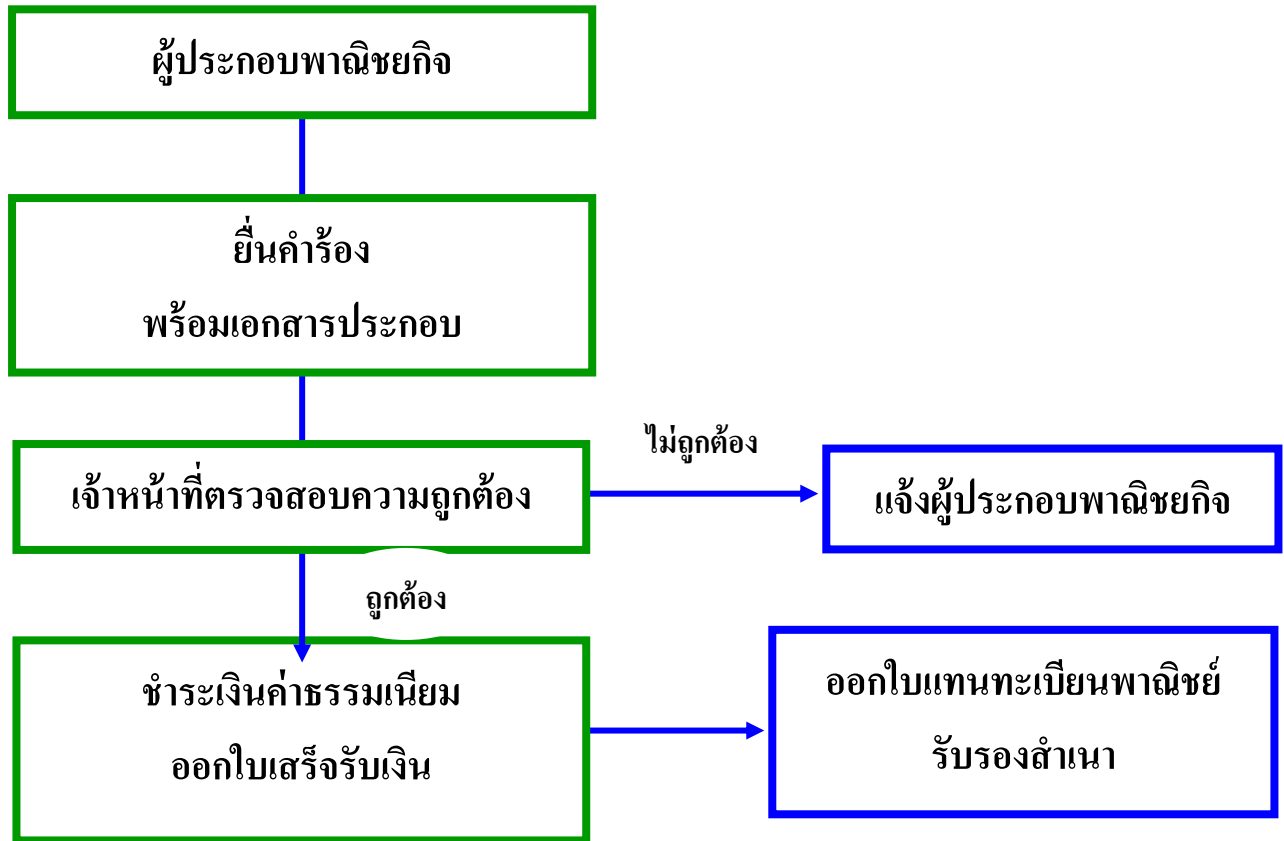 ผู้ประกอบพาณิชยกิจ
ยื่นคำร้อง
พร้อมเอกสารประกอบ
ไม่ถูกต้อง
เจ้าหน้าที่ตรวจสอบความถูกต้อง
แจ้งผู้ประกอบพาณิชยกิจ
ถูกต้อง
ชำระเงินค่าธรรมเนียม
ออกใบเสร็จรับเงิน
ออกใบแทนทะเบียนพาณิชย์
รับรองสำเนา